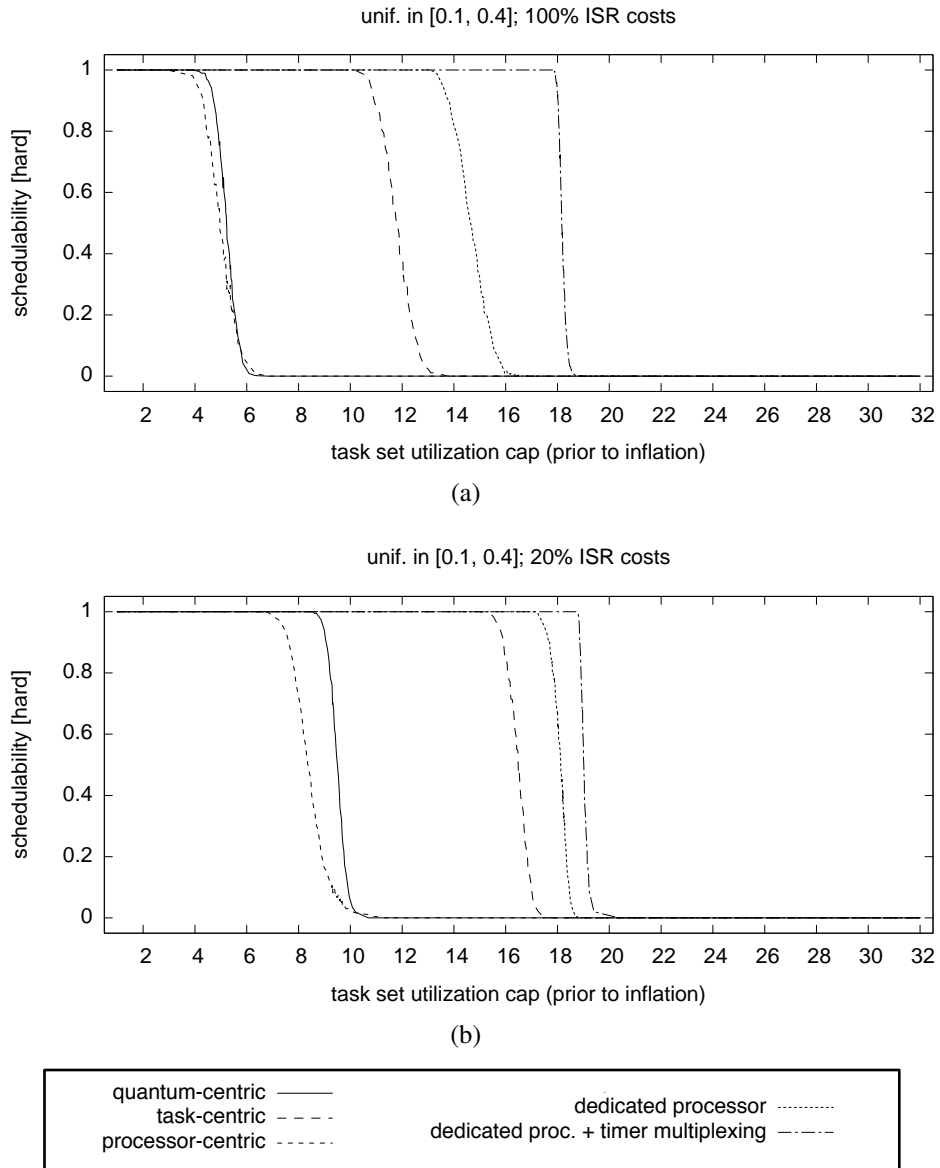 unif. in [0.1, 0.4]; 100% ISR costs
1
0.8
0.6
0.4
0.2
0
schedulability [hard]
2 4 6 8 10 12 14 16 18 20 22 24 26 28 30 32
task set utilization cap (prior to inflation)
(a)
unif. in [0.1, 0.4]; 20% ISR costs
1
0.8
0.6
0.4
0.2
0
schedulability [hard]
2 4 6 8 10 12 14 16 18 20 22 24 26 28 30 32
task set utilization cap (prior to inflation)
(b)
quantum-centric
task-centric
processor-centric
dedicated processor
dedicated proc. + timer multiplexing